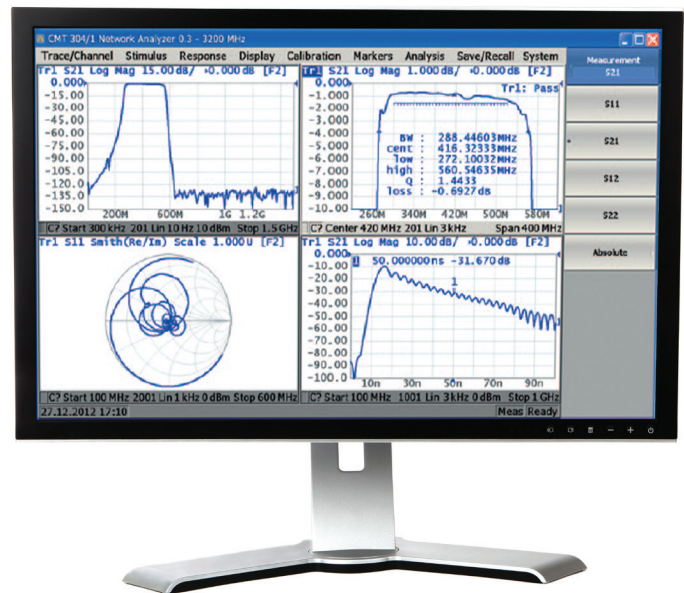 CMT 304/1 Network Analyzer 0.3 - 3200 MHz
Trace/Channel Stimulus Response Display Calibration Markers Analysis Save/Recall System
Measurement
S21
S11
S21
S12
S22
Absolute
Tr1 S21 Log Mag 15.00dB/ 0.000dB [F2]
0.000
-15.00
-30.00
-45.00
-60.00
-75.00
-90.00
-105.0
-120.0
-135.0
-150.0
200M 600M 1G 1.2G
C? Start 300 kHz 201 Lin 10 Hz 10 dBm Stop 1.5 GHz
Tr1 S21 Log Mag 1.000dB/ 0.000dB [F2]
Tr1: Pass
0.000
-1.000
-2.000
-3.000
-4.000
-5.000
-6.000
-7.000
-8.000
-9.000
-10.00
BW : 288.44603MHz
cent : 416.32333MHz
low : 272.10032MHz
high : 560.54635MHz
Q : 1.4433
loss : -0.6927dB
260M 340M 420M 500M 580M
C? Center 420 MHz 201 Lin 3 kHz Span 400 MHz
Tr1 S11 Smith(Re/Im) Scale 1.000U [F2]
C? Start 100 MHz 2001 Lin 1 kHz 0 dBm Stop 600 MHz
Tr1 S21 Log Mag 10.00dB/ 0.000dB [F2]
1 50.000000ns -31.670dB
1
0.000
-10.00
-20.00
-30.00
-40.00
-50.00
-60.00
-70.00
-80.00
-90.00
-100.0
10n 30n 50n 70n 90n
C? Start 100 MHz 1001 Lin 3 kHz 0 dBm Stop 1 GHz
27.12.2012 17:10
Meas Ready